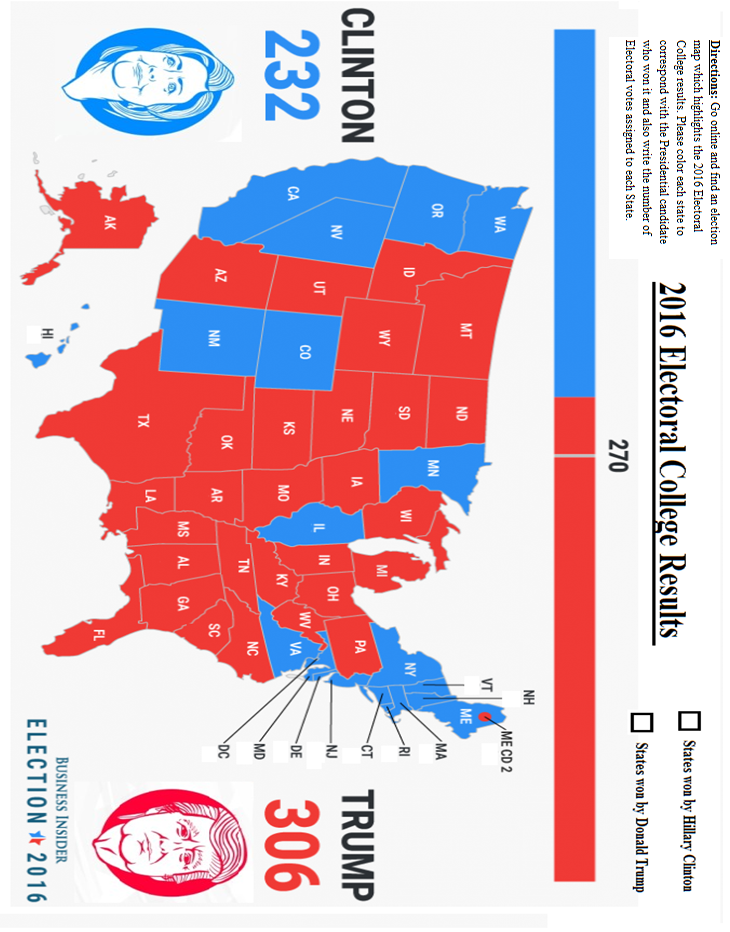 Directions: Go online and find an election
map which highlights the 2016 Electoral
College results. Please color each state to
correspond with the Presidential candidate
who won it and also write the number of
Electoral votes assigned to each State.
2016 Electoral College Results
States won by Hillary Clinton
States won by Donald Trump
270
CLINTON
232
TRUMP
306
WA
OR
CA
NV
ID
MT
WY
UT
AZ
CO
NM
ND
SD
NE
KS
OK
TX
MN
IA
MO
AR
LA
WI
IL
MI
IN
OH
KY
TN
MS
AL
GA
FL
SC
NC
VA
WV
PA
NY
VT
NH
ME
ME CD 2
MA
RI
CT
NJ
DE
MD
DC
AK
HI
BUSINESS INSIDER
ELECTION 2016